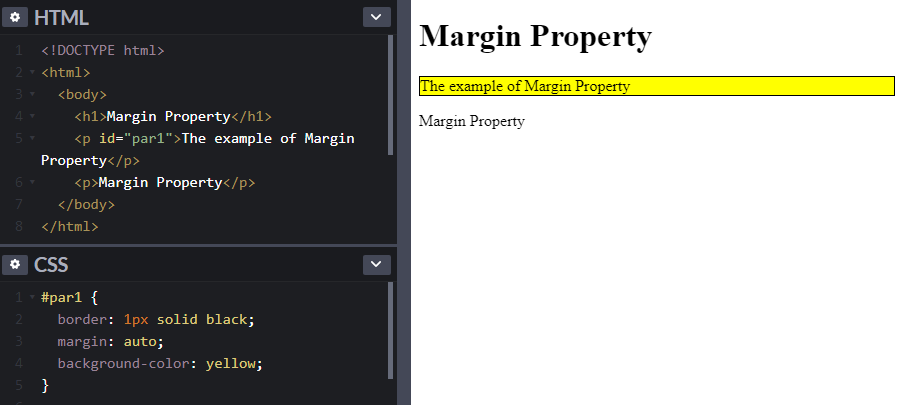 HTML
1 <!DOCTYPE html>
2 <html>
3 <body>
4 <h1>Margin Property</h1>
5 <p id="par1">The example of Margin
Property</p>
6 <p>Margin Property</p>
7 </body>
8 </html>
CSS
1 #par1 {
2 border: 1px solid black;
3 margin: auto;
4 background-color: yellow;
5 }
Margin Property
The example of Margin Property
Margin Property